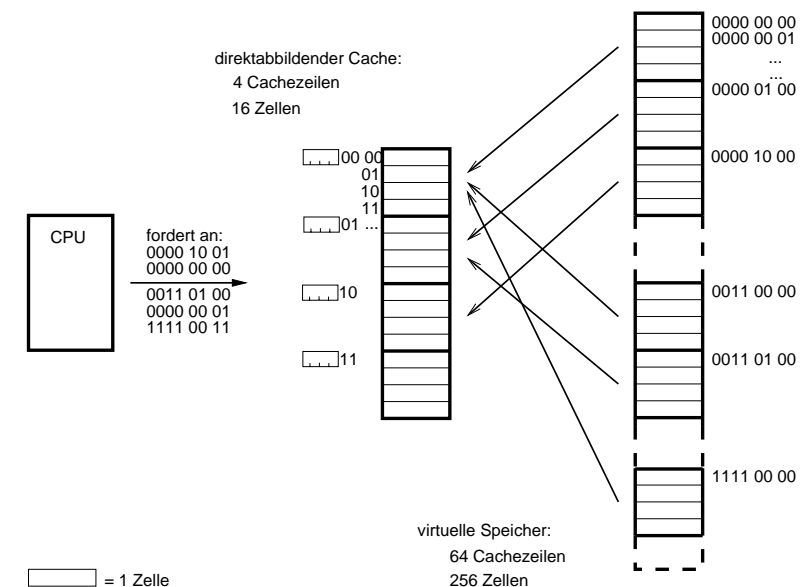 direktabbildender Cache:
4 Cachezeilen
16 Zellen
CPU
fordert an:
0000 10 01
0000 00 00
0011 01 00
0000 00 01
1111 00 11
00 00
01
10
11
01 ...
10
11
0000 00 00
0000 00 01
...
...
0000 01 00
0000 10 00
0011 00 00
0011 01 00
1111 00 00
virtuelle Speicher:
64 Cachezeilen
256 Zellen
= 1 Zelle